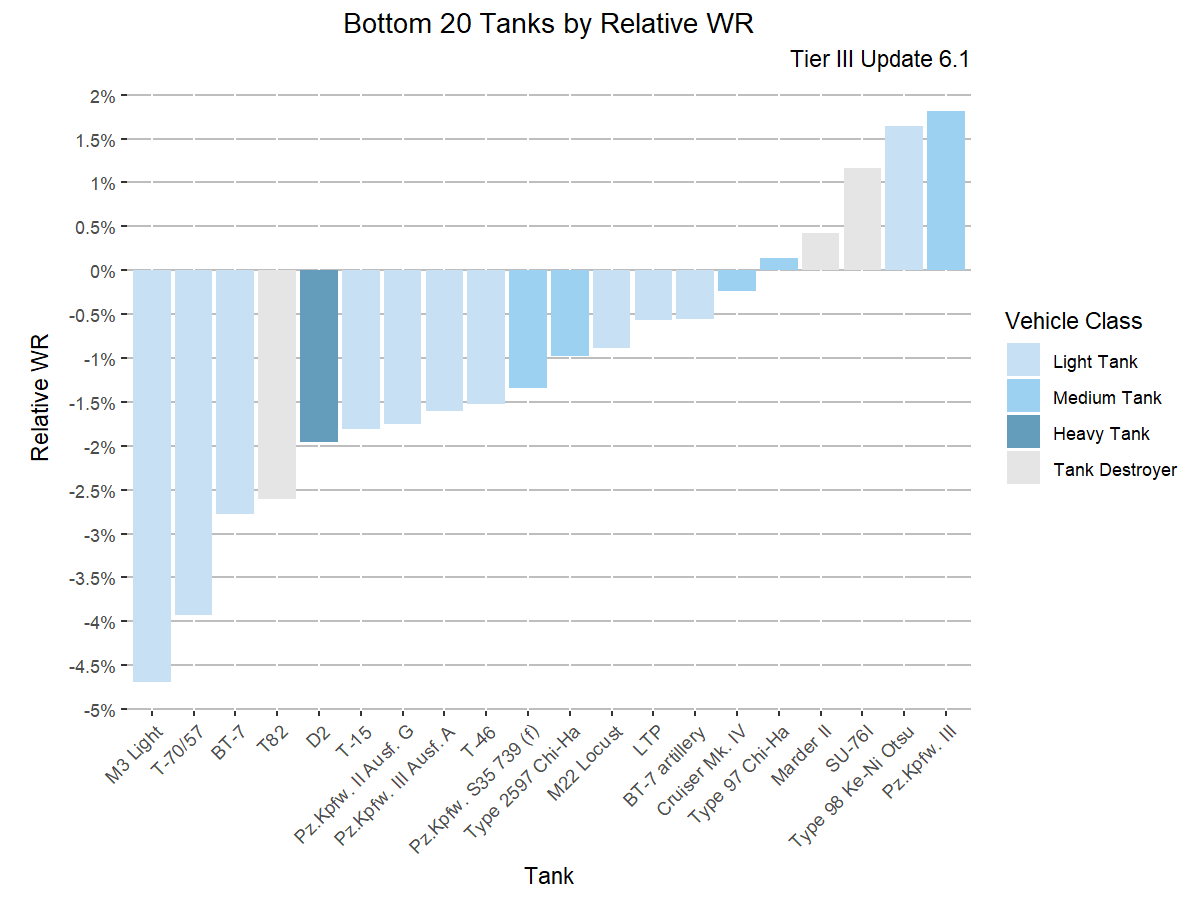 Bottom 20 Tanks by Relative WR
Tier III Update 6.1
2%
1.5%
1%
0.5%
0%
-0.5%
-1%
-1.5%
-2%
-2.5%
-3%
-3.5%
-4%
-4.5%
-5%
Relative WR
M3 Light
T-70/57
BT-7
T82
D2
T-15
Pz.Kpfw. II Ausf. G
Pz.Kpfw. III Ausf. A
T-46
Pz.Kpfw. S35 739 (f)
Type 2597 Chi-Ha
M22 Locust
LTP
BT-7 artillery
Cruiser Mk. IV
Type 97 Chi-Ha
Marder II
SU-76I
Type 98 Ke-Ni Otsu
Pz.Kpfw. III
Tank
Vehicle Class
Light Tank
Medium Tank
Heavy Tank
Tank Destroyer